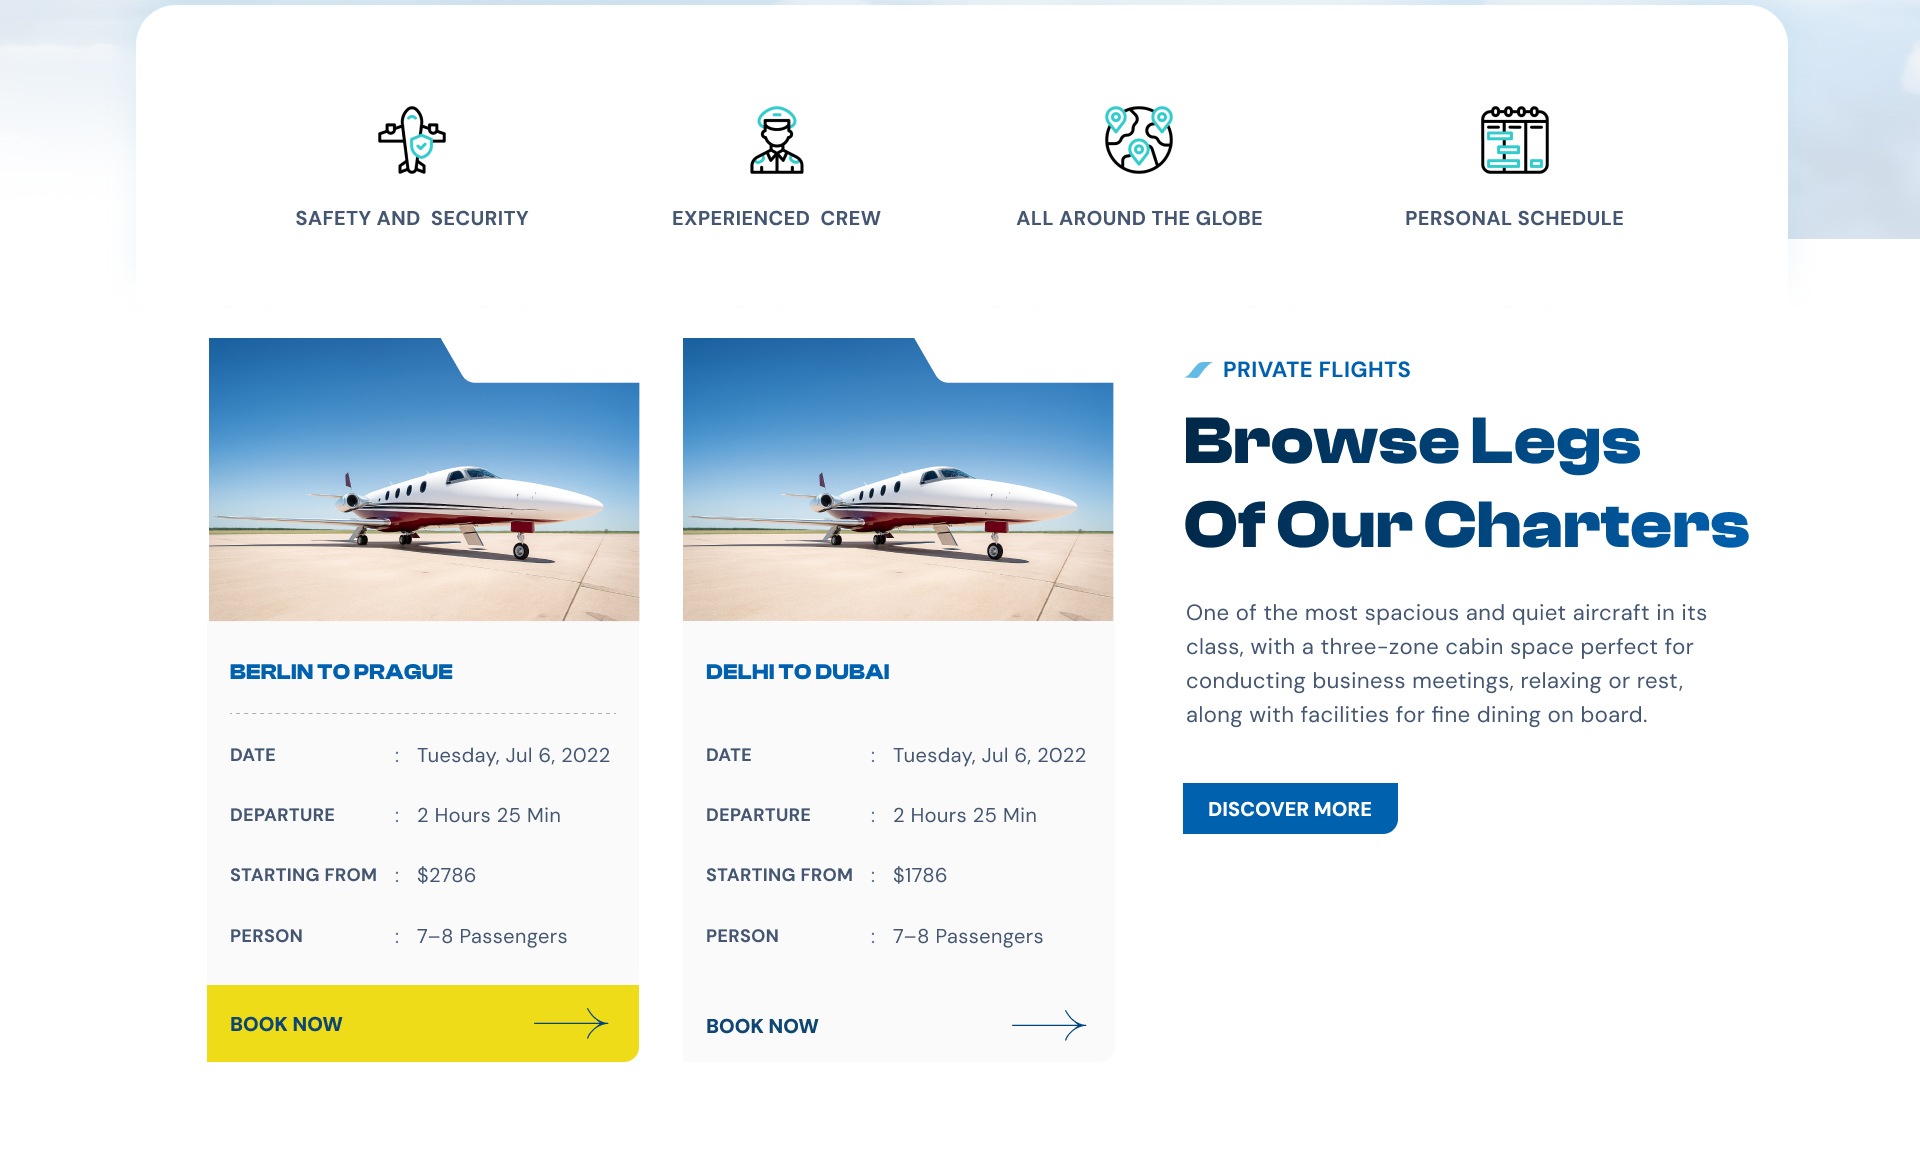 SAFETY AND SECURITY
EXPERIENCED CREW
ALL AROUND THE GLOBE
PERSONAL SCHEDULE
BERLIN TO PRAGUE
DATE : Tuesday, Jul 6, 2022
DEPARTURE : 2 Hours 25 Min
STARTING FROM : $2786
PERSON : 7–8 Passengers
BOOK NOW
DELHI TO DUBAI
DATE : Tuesday, Jul 6, 2022
DEPARTURE : 2 Hours 25 Min
STARTING FROM : $1786
PERSON : 7–8 Passengers
BOOK NOW
PRIVATE FLIGHTS
Browse Legs
Of Our Charters
One of the most spacious and quiet aircraft in its
class, with a three-zone cabin space perfect for
conducting business meetings, relaxing or rest,
along with facilities for fine dining on board.
DISCOVER MORE